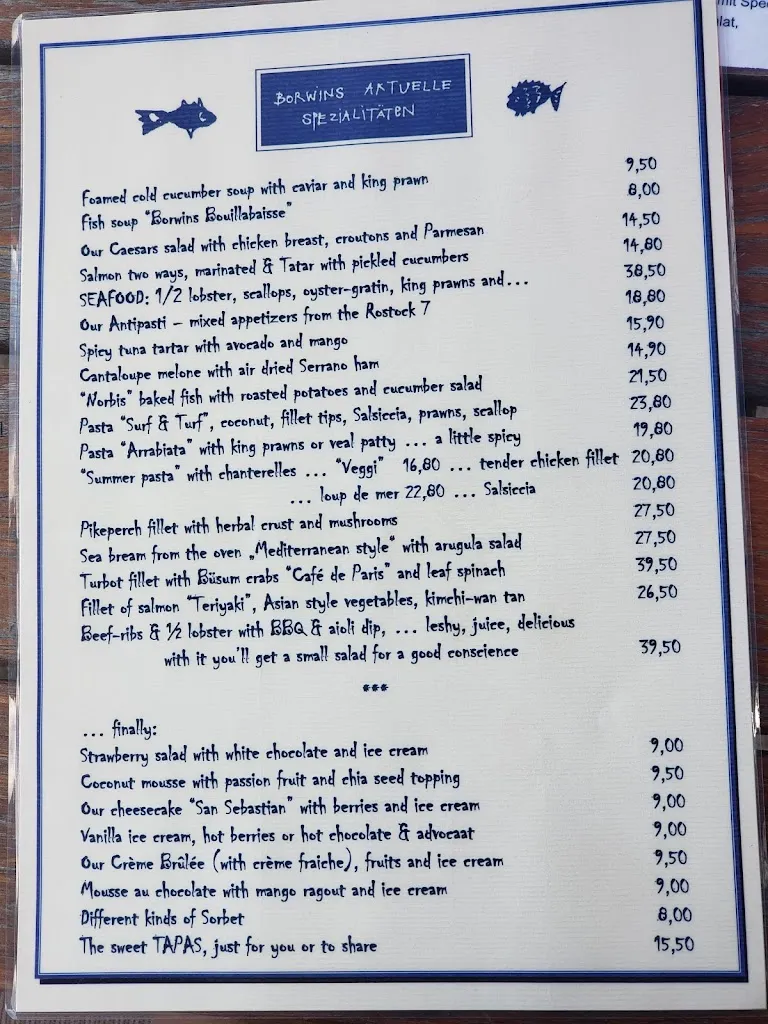 mit Spe
lat,
BORWINS AKTUELLE
SPEZIALITÄTEN
Foamed cold cucumber soup with caviar and king prawn 9,50
Fish soup "Borwins Bouillabaisse" 8,00
Our Caesars salad with chicken breast, croutons and Parmesan 14,50
Salmon two ways, marinated & Tatar with pickled cucumbers 14,80
SEAFOOD: 1/2 lobster, scallops, oyster-gratin, king prawns and... 38,50
Our Antipasti – mixed appetizers from the Rostock 7 18,80
Spicy tuna tartar with avocado and mango 15,90
Cantaloupe melone with air dried Serrano ham 14,90
"Norbis" baked fish with roasted potatoes and cucumber salad 21,50
Pasta "Surf & Turf", coconut, fillet tips, Salsiccia, prawns, scallop 23,80
Pasta "Arrabiata" with king prawns or veal patty ... a little spicy 19,80
"Summer pasta" with chanterelles ... "Veggi" 16,80 ... tender chicken fillet 20,80
... loup de mer 22,80 ... Salsiccia 20,80
Pikeperch fillet with herbal crust and mushrooms 27,50
Sea bream from the oven „Mediterranean style" with arugula salad 27,50
Turbot fillet with Büsum crabs "Café de Paris" and leaf spinach 39,50
Fillet of salmon "Teriyaki", Asian style vegetables, kimchi-wan tan 26,50
Beef-ribs & ½ lobster with BBQ & aioli dip, ... leshy, juice, delicious
with it you'll get a small salad for a good conscience 39,50
***
... finally:
Strawberry salad with white chocolate and ice cream 9,00
Coconut mousse with passion fruit and chia seed topping 9,50
Our cheesecake "San Sebastian" with berries and ice cream 9,00
Vanilla ice cream, hot berries or hot chocolate & advocaat 9,00
Our Crème Brûlée (with crème fraiche), fruits and ice cream 9,50
Mousse au chocolate with mango ragout and ice cream 9,00
Different kinds of Sorbet 8,00
The sweet TAPAS, just for you or to share 15,50